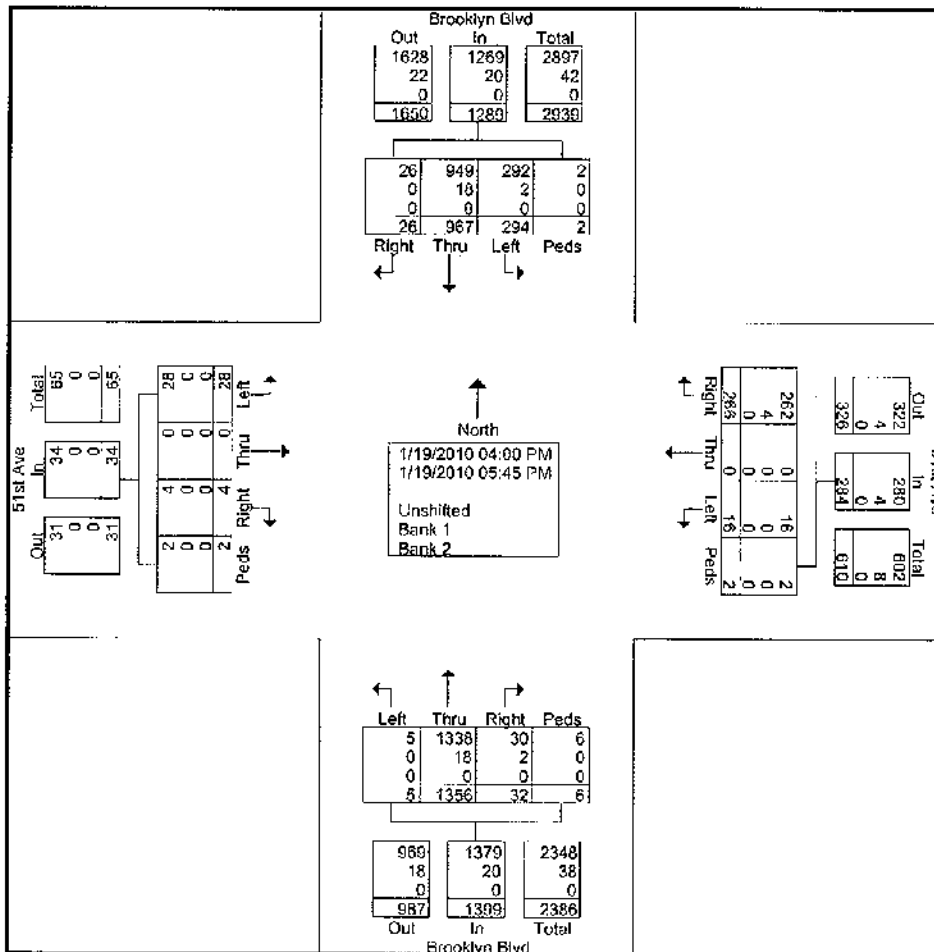 Brooklyn Blvd
Out In Total
1628 1269 2897
22 20 42
0 0 0
1650 1289 2939
26 949 292 2
0 18 2 0
0 0 0 0
26 967 294 2
Right Thru Left Peds
51st Ave
Total In Out
65 34 31
0 0 0
0 0 0
65 34 31
Left Thru Right Peds
28 0 4 2
0 0 0 0
0 0 0 0
28 0 4 2
North
1/19/2010 04:00 PM
1/19/2010 05:45 PM
Unshifted
Bank 1
Bank 2
Right Thru Left Peds
262 0 16 2
4 0 0 0
0 0 0 0
266 0 16 2
Out In Total
322 280 602
4 4 8
0 0 0
326 284 610
Left Thru Right Peds
5 1338 30 6
0 18 2 0
0 0 0 0
5 1356 32 6
969 1379 2348
18 20 38
0 0 0
987 1399 2386
Out In Total
Brooklyn Blvd